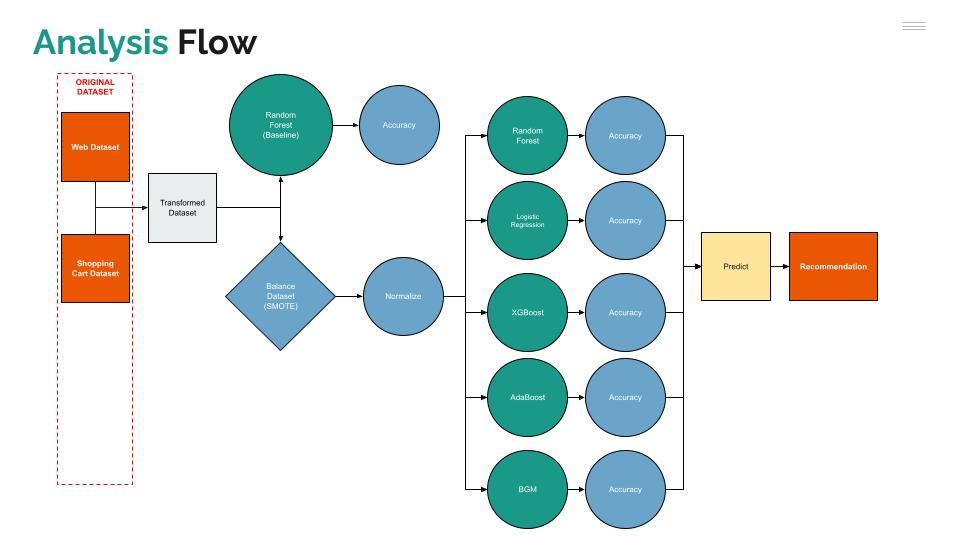 Analysis Flow
ORIGINAL
DATASET
Web Dataset
Shopping
Cart Dataset
Transformed
Dataset
Random
Forest
(Baseline)
Accuracy
Balance
Dataset
(SMOTE)
Normalize
Random
Forest
Accuracy
Logistic
Regression
Accuracy
XGBoost
Accuracy
AdaBoost
Accuracy
BGM
Accuracy
Predict
Recommendation